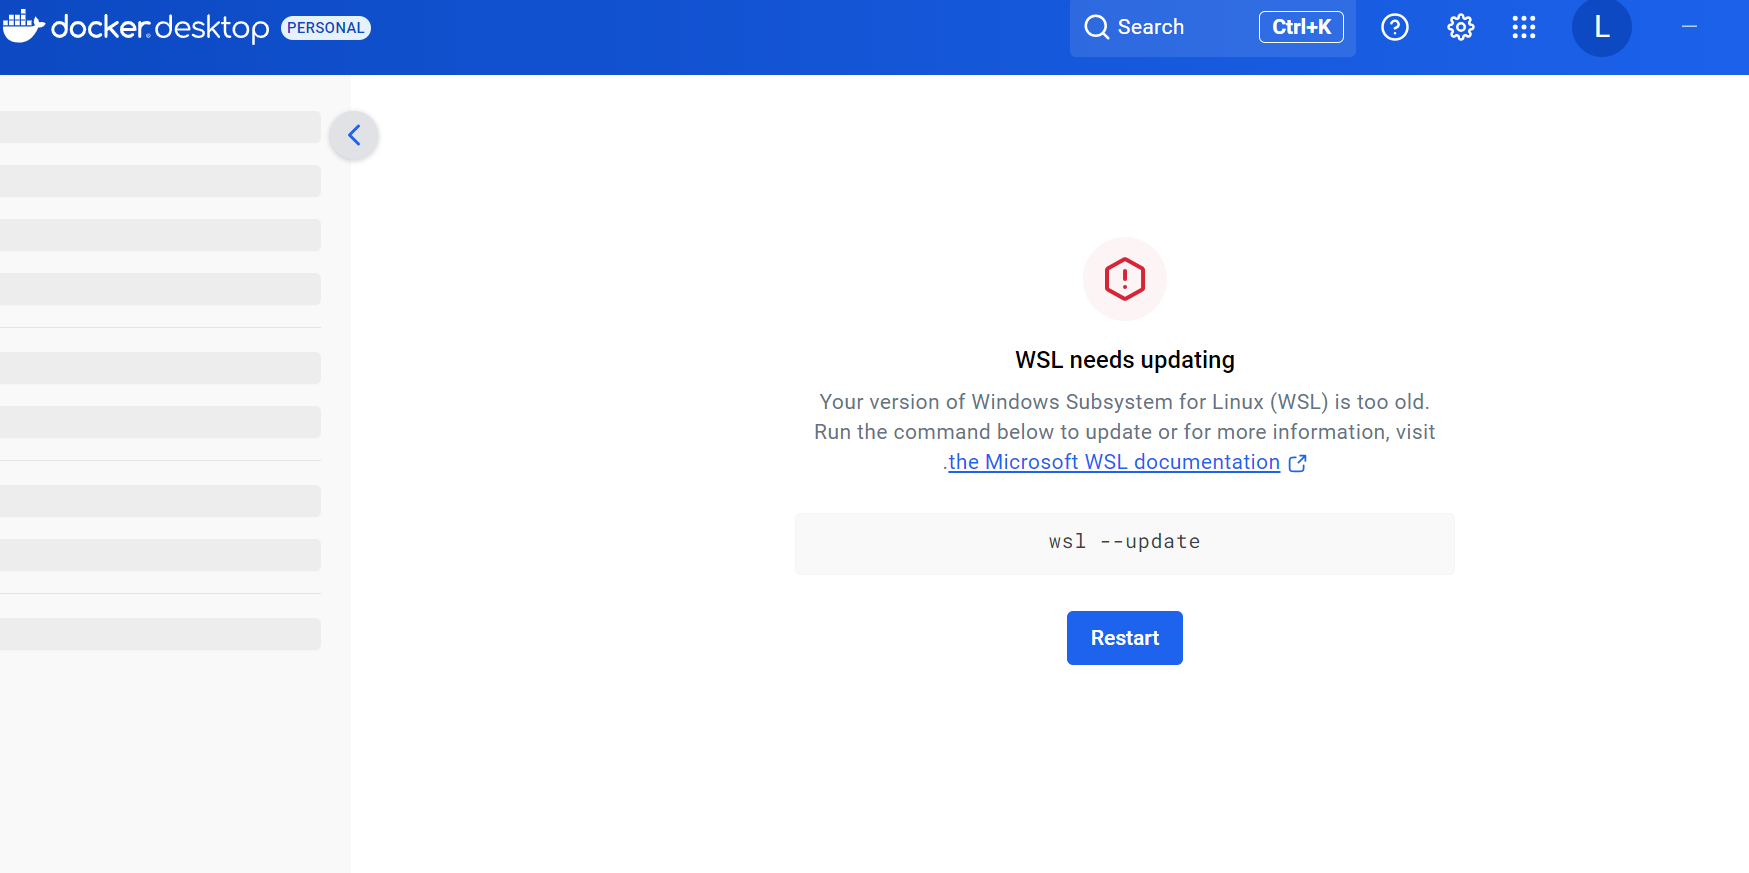 docker desktop PERSONAL
Search Ctrl+K
L
WSL needs updating
Your version of Windows Subsystem for Linux (WSL) is too old.
Run the command below to update or for more information, visit
.the Microsoft WSL documentation
wsl --update
Restart